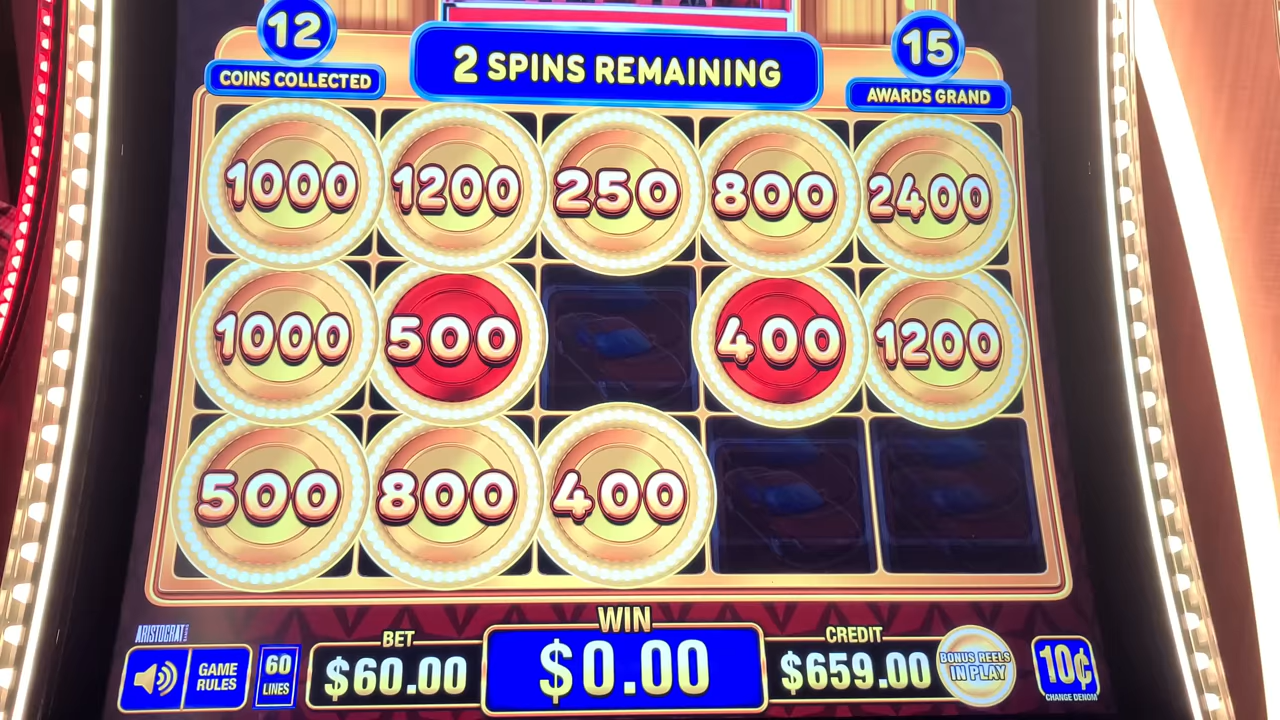 12
COINS COLLECTED
2 SPINS REMAINING
15
AWARDS GRAND
1000 1200 250 800 2400
1000 500 400 1200
500 800 400
ARISTOCRAT
GAME
RULES
60
LINES
BET
$60.00
WIN
$0.00
CREDIT
$659.00
BONUS REELS
IN PLAY
10¢
CHANGE DENOM